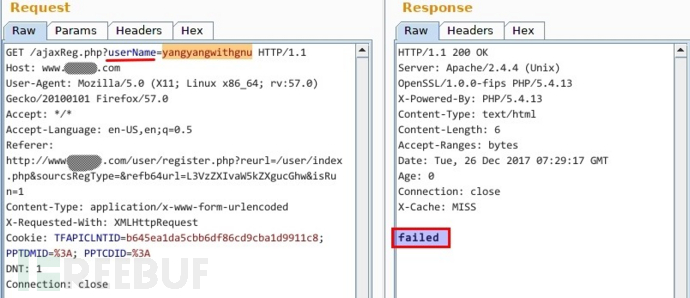 Request
Raw Params Headers Hex
GET /ajaxReg.php?userName=yangyangwithgnu HTTP/1.1
Host: www. .com
User-Agent: Mozilla/5.0 (X11; Linux x86_64; rv:57.0)
Gecko/20100101 Firefox/57.0
Accept: */*
Accept-Language: en-US,en;q=0.5
Referer:
http://www .com/user/register.php?reurl=/user/index
.php&sourcsRegType=&refb64url=L3VzZXIvaW5kZXgucGhw&isRu
n=1
Content-Type: application/x-www-form-urlencoded
X-Requested-With: XMLHttpRequest
Cookie: TFAPICLNTID=b645ea1da5cbb6df86cd9cba1d9911c8;
PPTDMID=%3A; PPTCDID=%3A
DNT: 1
Connection: close
REEBUF
Response
Raw Headers Hex
HTTP/1.1 200 OK
Server: Apache/2.4.4 (Unix)
OpenSSL/1.0.0-fips PHP/5.4.13
X-Powered-By: PHP/5.4.13
Content-Type: text/html
Content-Length: 6
Accept-Ranges: bytes
Date: Tue, 26 Dec 2017 07:29:17 GMT
Age: 0
Connection: close
X-Cache: MISS
failed